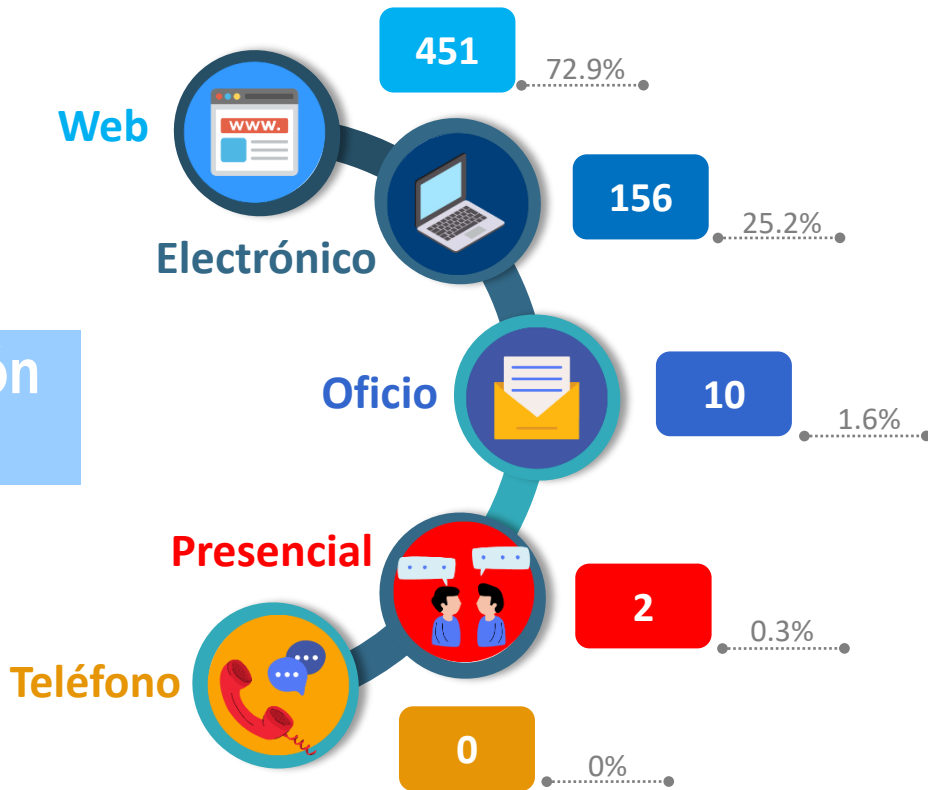 451
72.9%
Web
WWW.
156
25.2%
Electrónico
Oficio
10
1.6%
Presencial
2
0.3%
Teléfono
0
0%